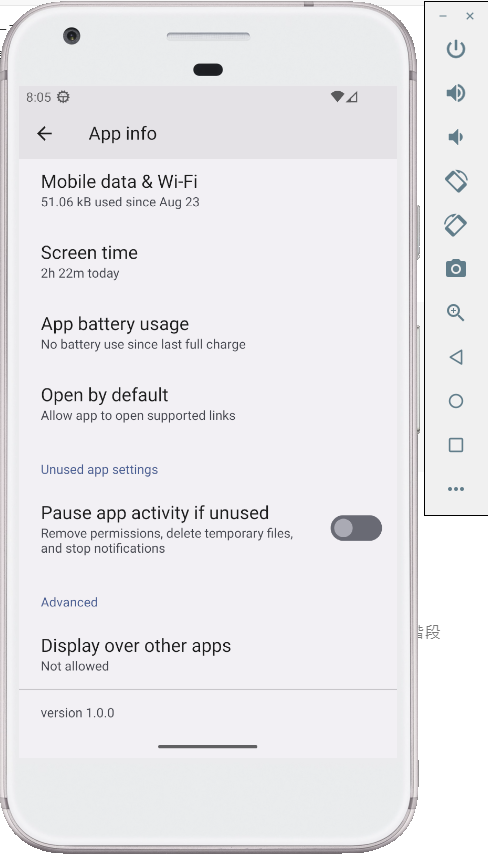 8:05
App info
Mobile data & Wi-Fi
51.06 kB used since Aug 23
Screen time
2h 22m today
App battery usage
No battery use since last full charge
Open by default
Allow app to open supported links
Unused app settings
Pause app activity if unused
Remove permissions, delete temporary files,
and stop notifications
Advanced
Display over other apps
Not allowed
version 1.0.0
段